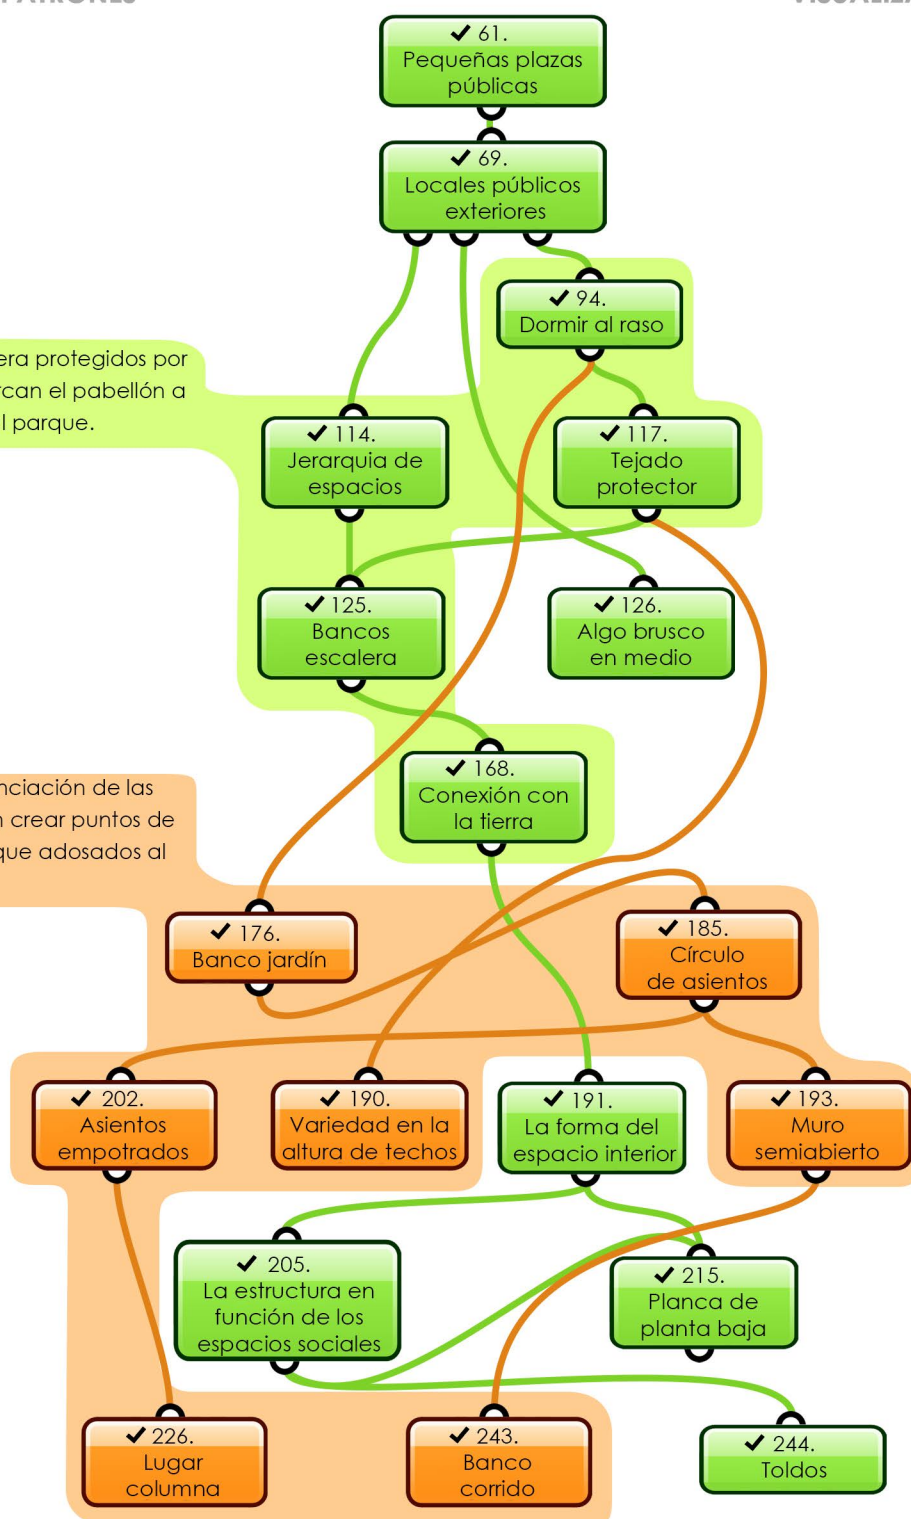 ✔ 61.
Pequeñas plazas
públicas
✔ 69.
Locales públicos
exteriores
✔ 94.
Dormir al raso
era protegidos por
can el pabellón a
l parque.
✔ 114.
Jerarquia de
espacios
✔ 117.
Tejado
protector
✔ 125.
Bancos
escalera
✔ 126.
Algo brusco
en medio
✔ 168.
Conexión con
la tierra
nciación de las
crear puntos de
que adosados al
✔ 176.
Banco jardín
✔ 185.
Círculo
de asientos
✔ 202.
Asientos
empotrados
✔ 190.
Variedad en la
altura de techos
✔ 191.
La forma del
espacio interior
✔ 193.
Muro
semiabierto
✔ 205.
La estructura en
función de los
espacios sociales
✔ 215.
Planca de
planta baja
✔ 226.
Lugar
columna
✔ 243.
Banco
corrido
✔ 244.
Toldos